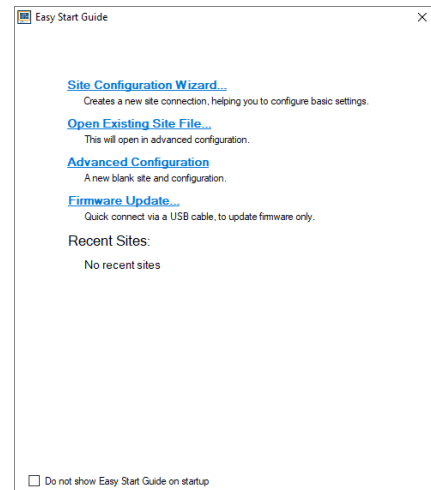 Easy Start Guide
Site Configuration Wizard...
Creates a new site connection, helping you to configure basic settings.
Open Existing Site File...
This will open in advanced configuration.
Advanced Configuration
A new blank site and configuration.
Firmware Update...
Quick connect via a USB cable, to update firmware only.
Recent Sites:
No recent sites
Do not show Easy Start Guide on startup